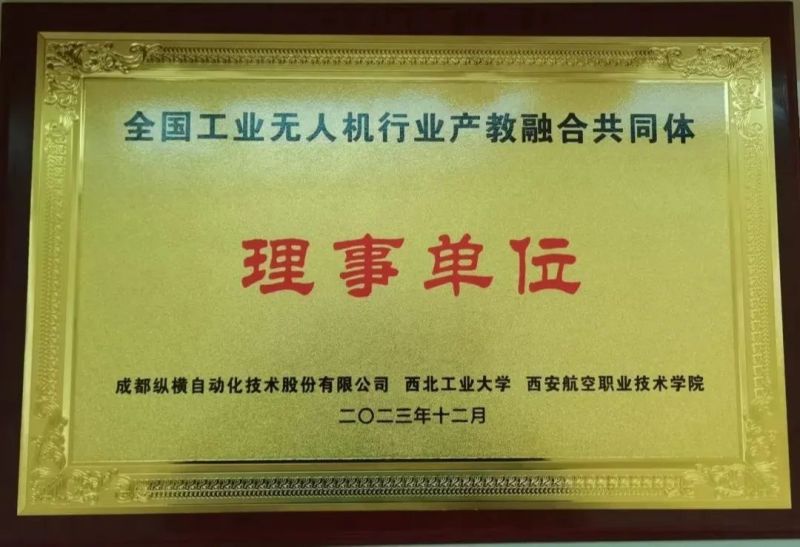 全国工业无人机行业产教融合共同体
理事单位
成都纵横自动化技术股份有限公司 西北工业大学 西安航空职业技术学院
二〇二三年十二月